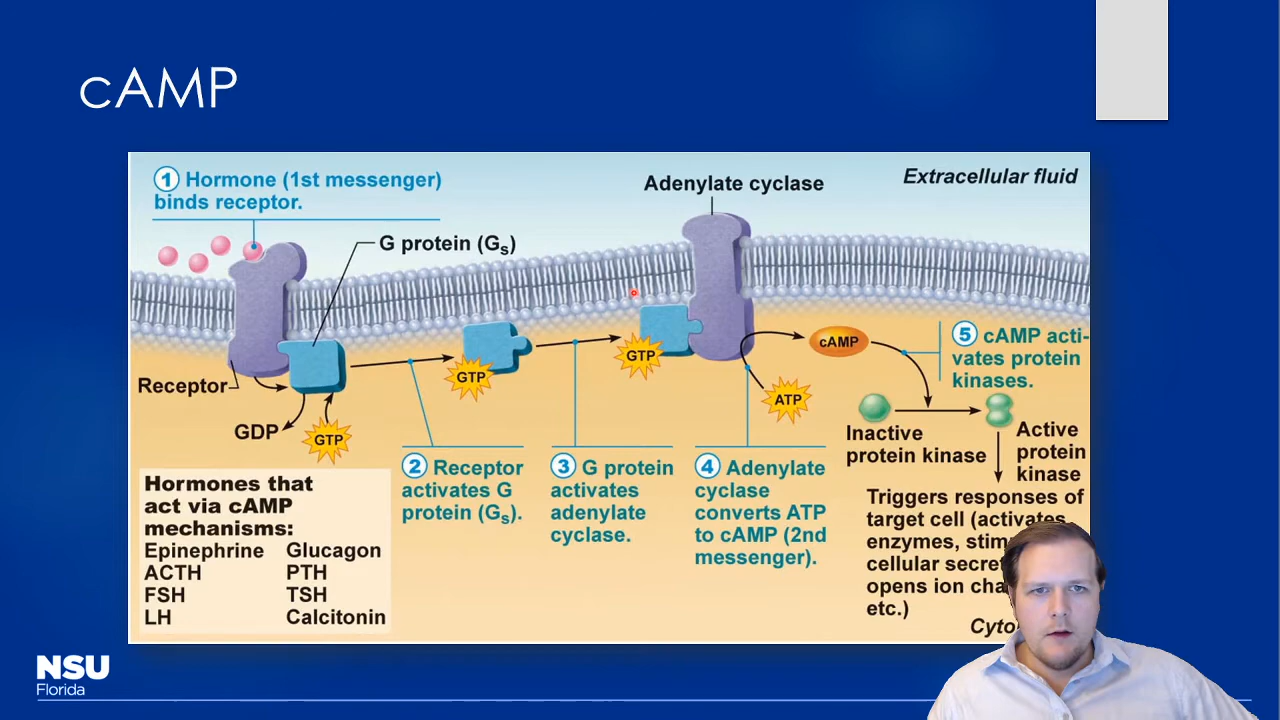 cAMP
1 Hormone (1st messenger)
binds receptor.
Adenylate cyclase
Extracellular fluid
G protein (Gs)
Receptor
GDP
GTP
GTP
GTP
ATP
cAMP
5 cAMP acti-
vates protein
kinases.
Inactive
protein kinase
Active
protein
kinase
2 Receptor
activates G
protein (Gs).
3 G protein
activates
adenylate
cyclase.
4 Adenylate
cyclase
converts ATP
to cAMP (2nd
messenger).
Triggers responses of
target cell (activates
enzymes,
cellular
opens ion
etc.)
Hormones that
act via cAMP
mechanisms:
Epinephrine Glucagon
ACTH PTH
FSH TSH
LH Calcitonin
NSU
Florida